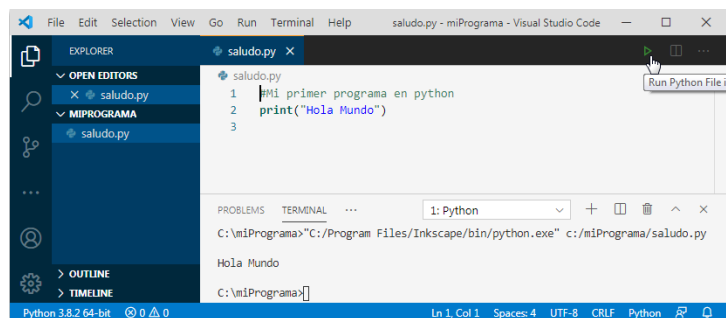 File Edit Selection View Go Run Terminal Help saludo.py - miPrograma - Visual Studio Code
EXPLORER
OPEN EDITORS
saludo.py
MIPROGRAMA
saludo.py
OUTLINE
TIMELINE
saludo.py
saludo.py
Run Python File i
1 #Mi primer programa en python
2 print("Hola Mundo")
3
PROBLEMS TERMINAL ... 1: Python
C:\miPrograma>"C:/Program Files/Inkscape/bin/python.exe" c:/miPrograma/saludo.py
Hola Mundo
C:\miPrograma>
Python 3.8.2 64-bit 0 0 Ln 1, Col 1 Spaces: 4 UTF-8 CRLF Python